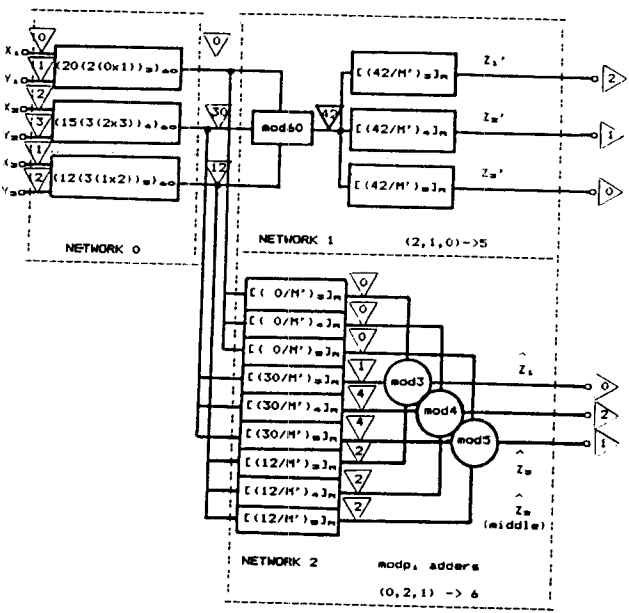 0
0
X₁
(20(2(0x1))₃)₆₀
Z₁'
Y₁
1
[(42/M')₃]ₘ
2
X₂
2
30
42
Z₂'
3
(15(3(2x3))₄)₆₀
mod60
[(42/M')₄]ₘ
1
Y₂
X₃
1
12
Z₃'
2
(12(3(1x2))₅)₆₀
[(42/M')₅]ₘ
0
Y₃
NETWORK 0
NETWORK 1
(2,1,0)->5
[( 0/M')₃]ₘ
0
[( 0/M')₄]ₘ
0
[( 0/M')₅]ₘ
0
^
Z₁
[(30/M')₃]ₘ
1
mod3
0
[(30/M')₄]ₘ
4
mod4
2
[(30/M')₅]ₘ
4
mod5
1
[(12/M')₃]ₘ
2
^
Z₃
[(12/M')₄]ₘ
2
^
Z₂
[(12/M')₅]ₘ
2
(middle)
NETWORK 2
modpᵢ adders
(0,2,1) -> 6